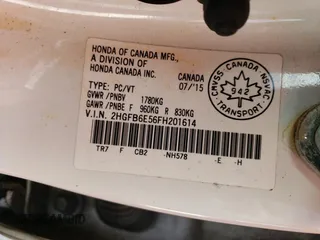 HONDA OF CANADA MFG.,
A DIVISION OF
HONDA CANADA INC.
CANADA
07/'15
TYPE: PC/VT
GVWR /PNBV 1780KG
GAWR /PNBE F 960KG R 830KG
V.I.N. 2HGFB6E56FH201614
TR7 F CB2 -NH578 -E -H
CMVSS CANADA NSVAC
942
TRANSPORT